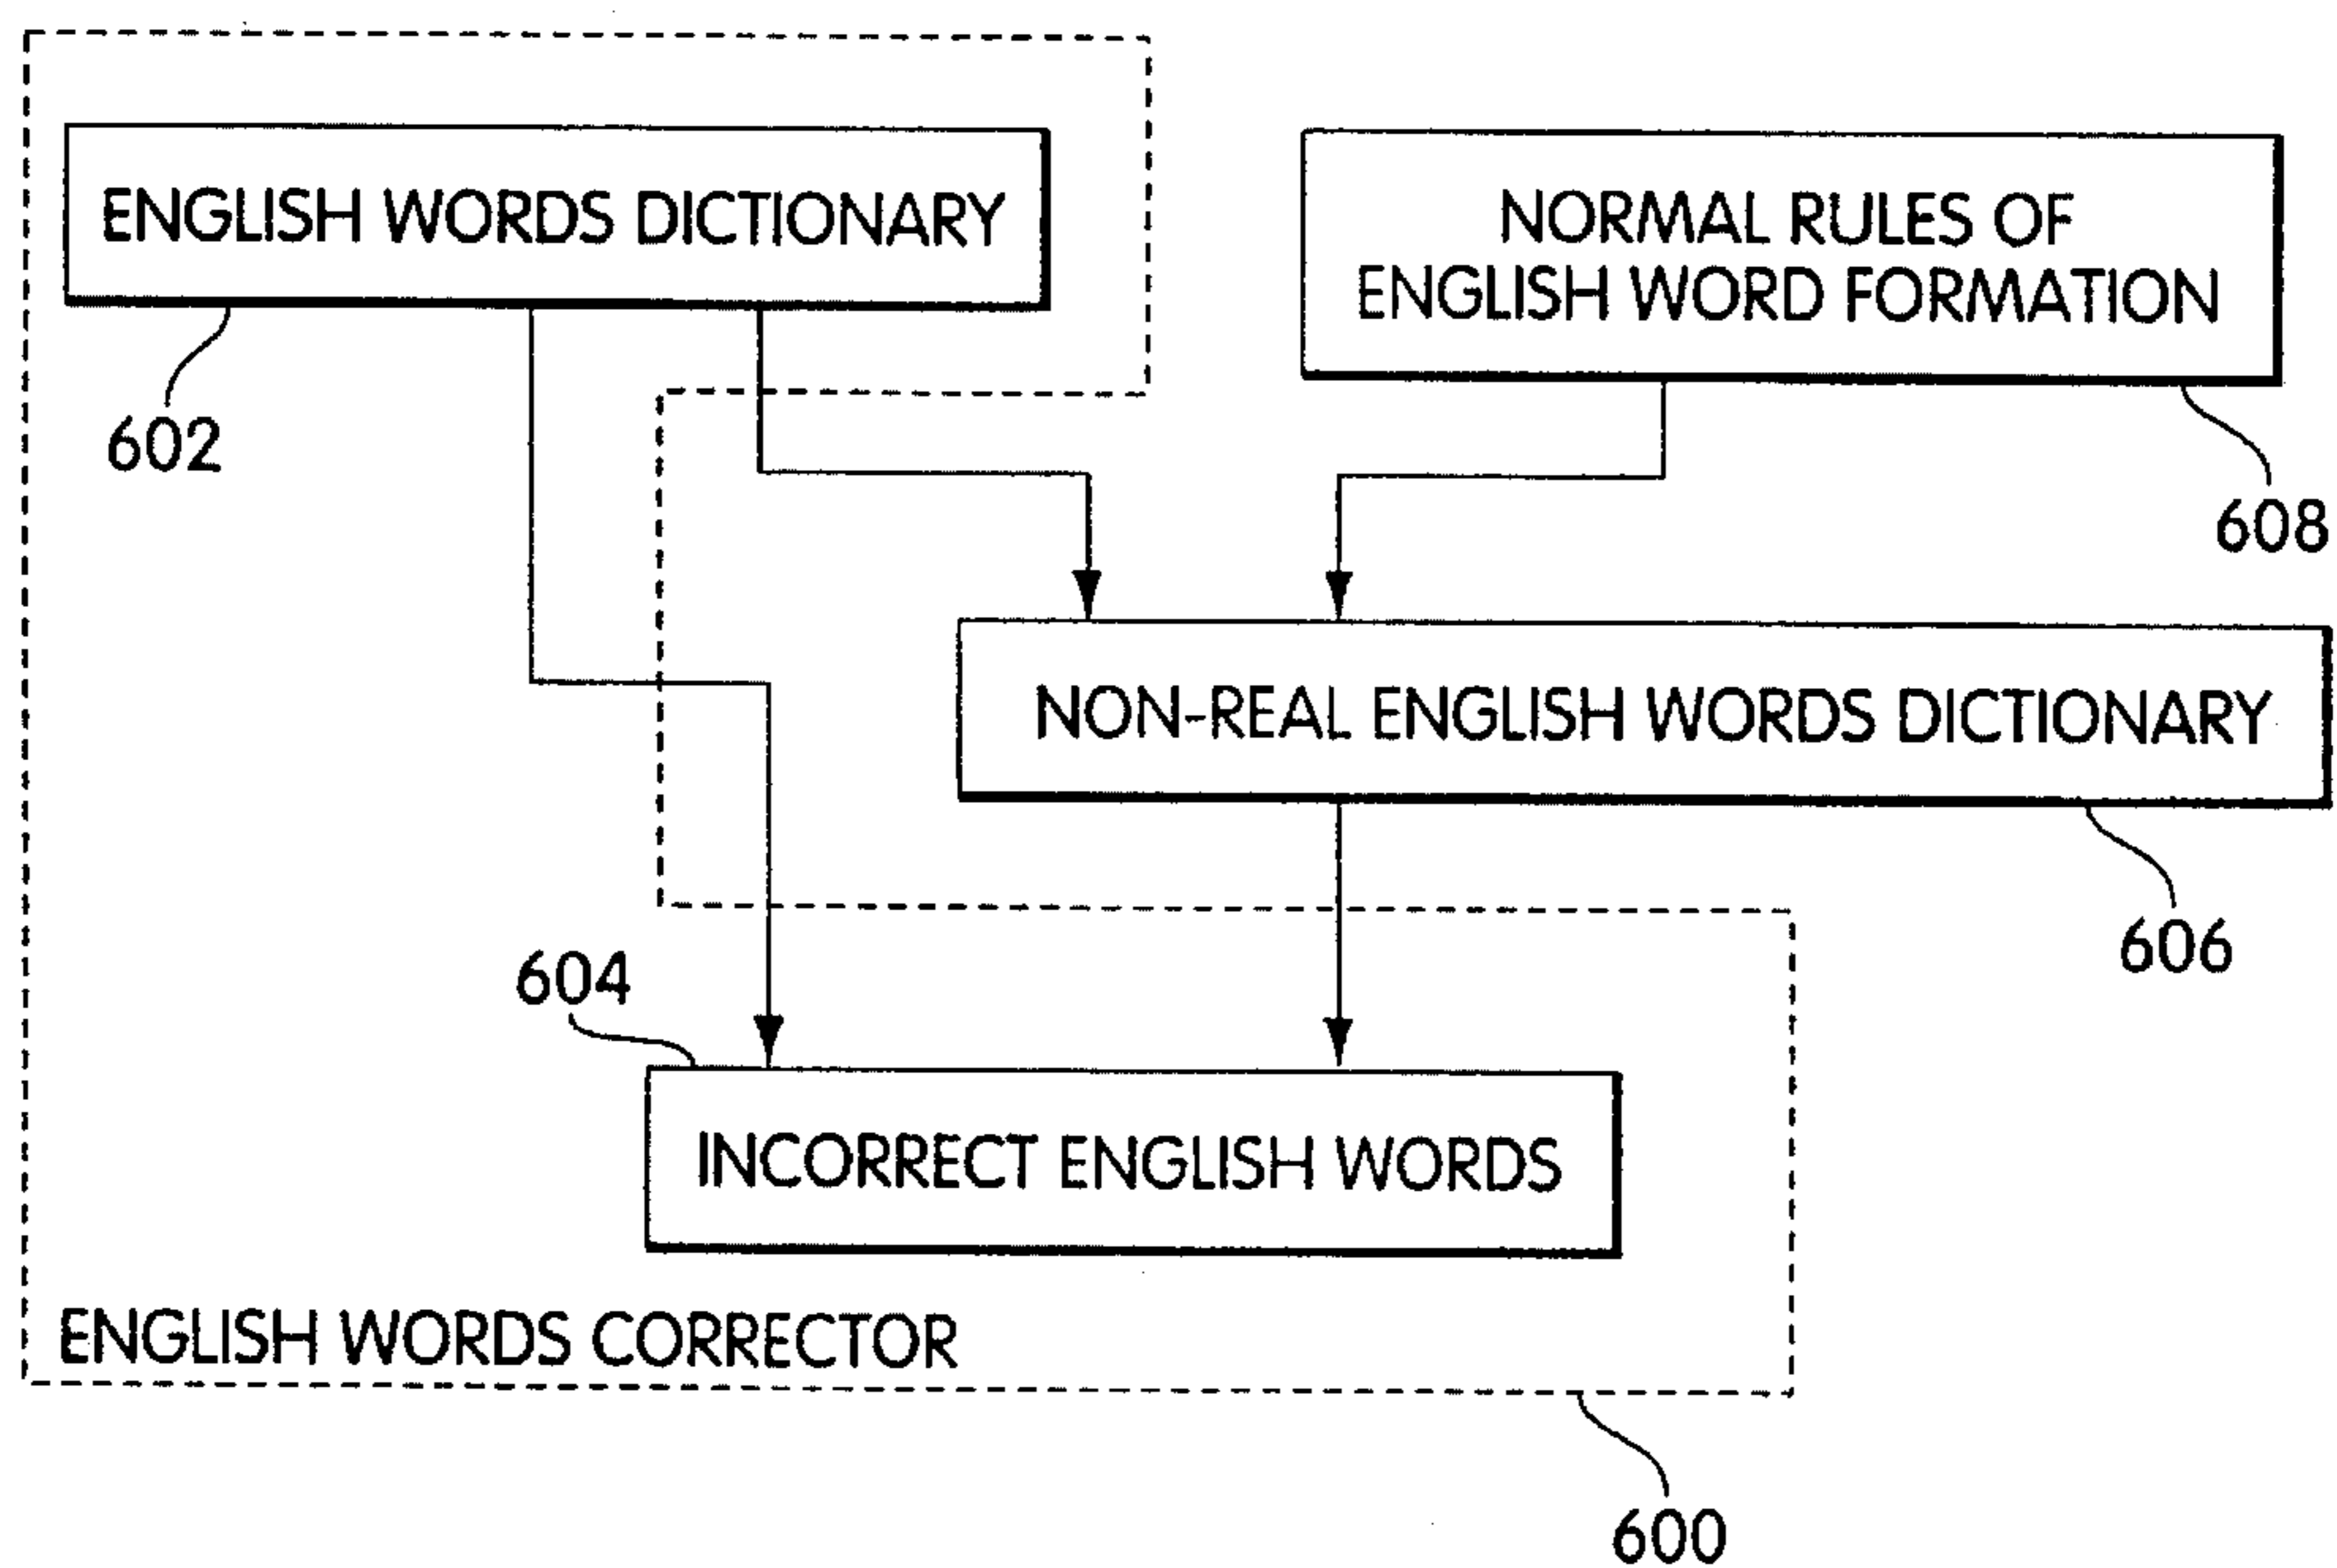 ENGLISH WORDS DICTIONARY
602
NORMAL RULES OF
ENGLISH WORD FORMATION
608
NON-REAL ENGLISH WORDS DICTIONARY
606
604
INCORRECT ENGLISH WORDS
ENGLISH WORDS CORRECTOR
600